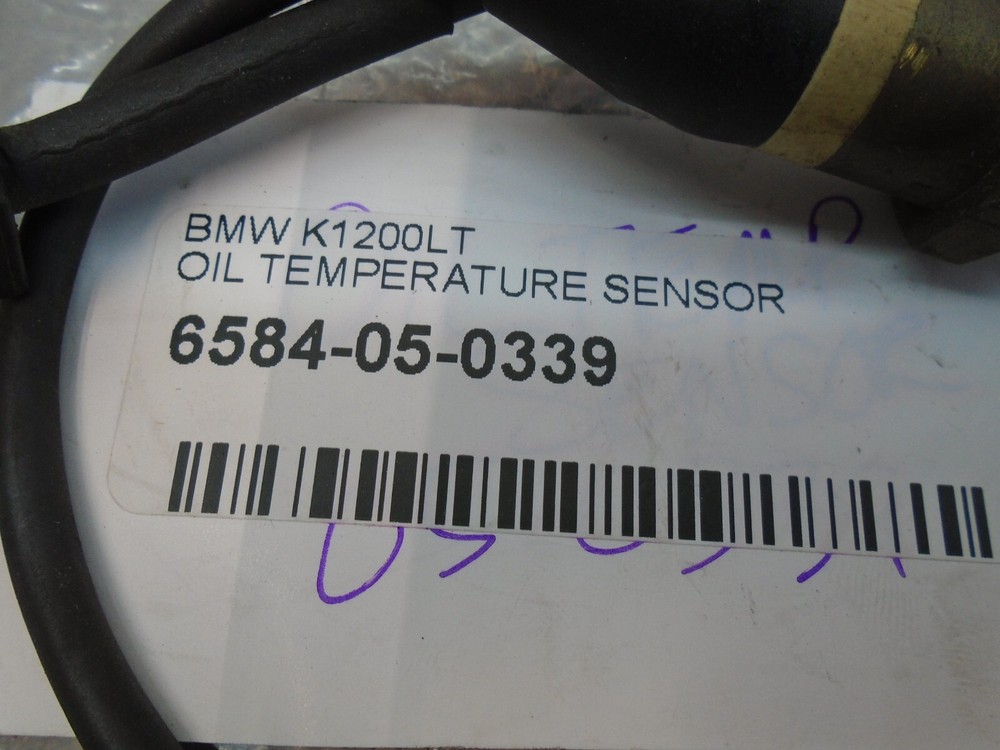 BMW K1200LT
OIL TEMPERATURE SENSOR
6584-05-0339